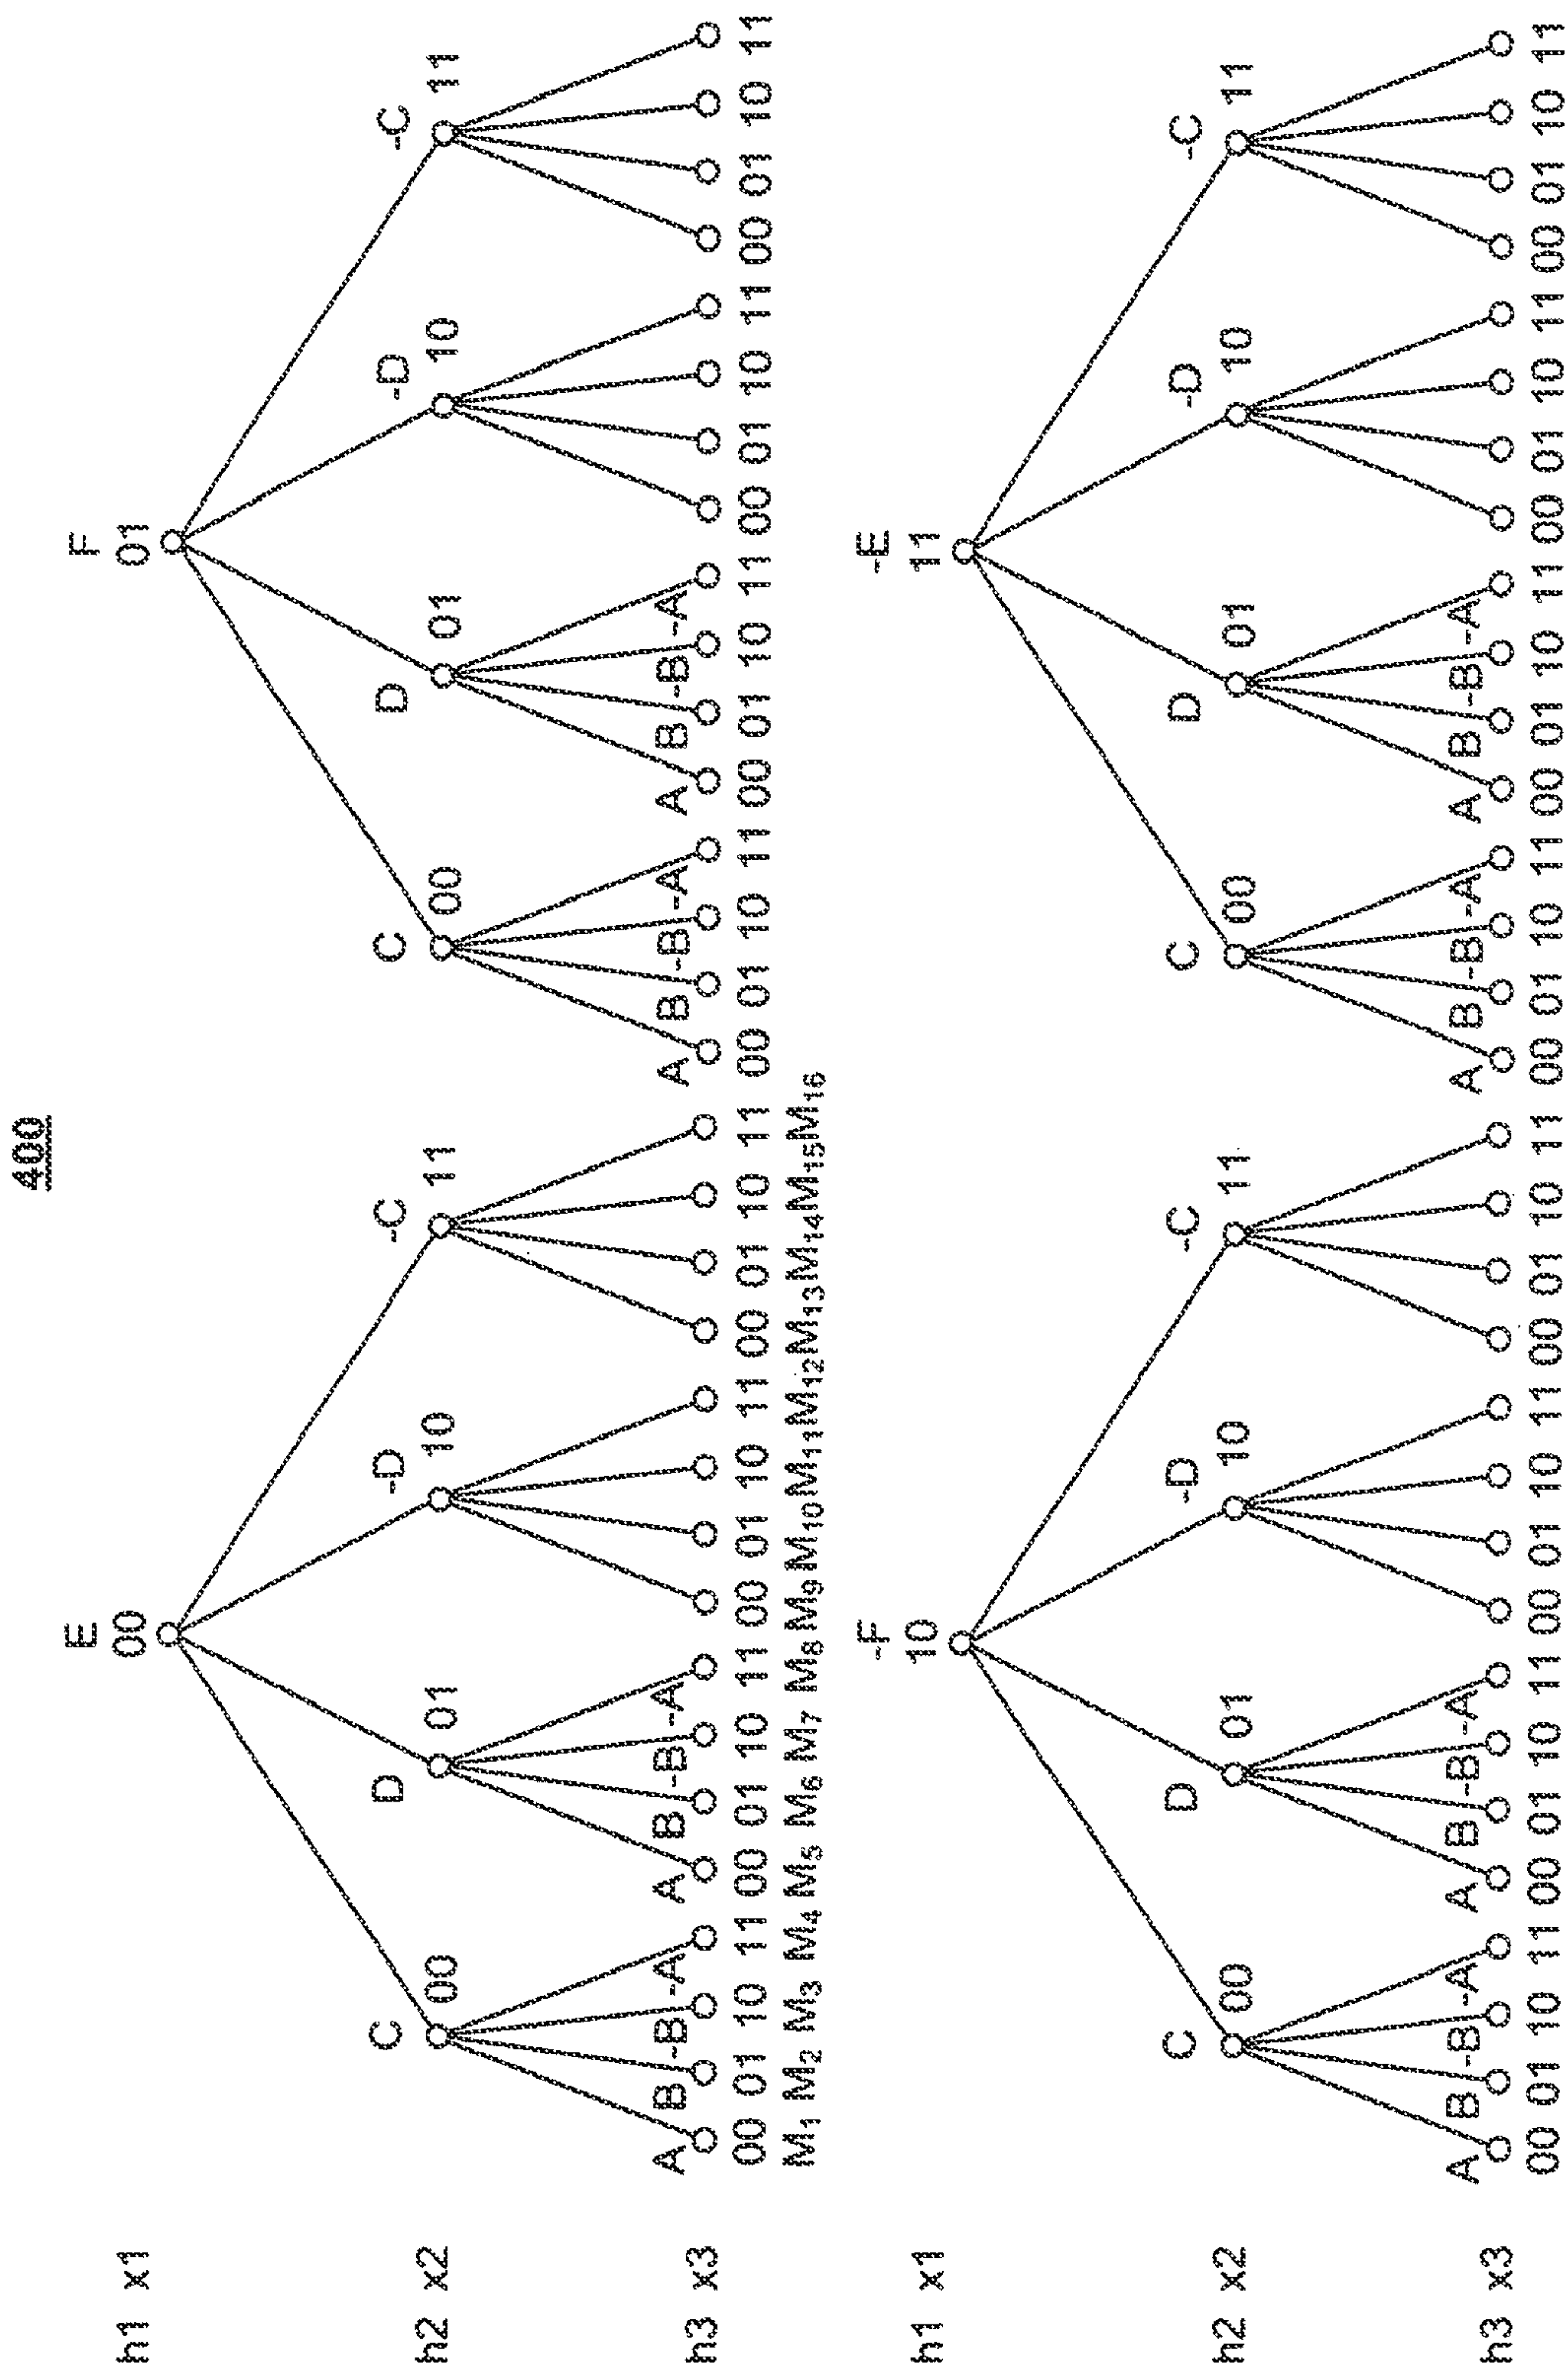 400
E F
h1 x1 00 01
C D -D -C C D -D -C
h2 x2 00 01 10 11 00 01 10 11
A B -B -A A B -B -A A B -B -A A B -B -A
h3 x3 00 01 10 11 00 01 10 11 00 01 10 11 00 01 10 11 00 01 10 11 00 01 10 11 00 01 10 11 00 01 10 11
M1 M2 M3 M4 M5 M6 M7 M8 M9 M10 M11 M12 M13 M14 M15 M16
-F -E
h1 x1 10 11
C D -D -C C D -D -C
h2 x2 00 01 10 11 00 01 10 11
A B -B -A A B -B -A A B -B -A A B -B -A
h3 x3 00 01 10 11 00 01 10 11 00 01 10 11 00 01 10 11 00 01 10 11 00 01 10 11 00 01 10 11 00 01 10 11